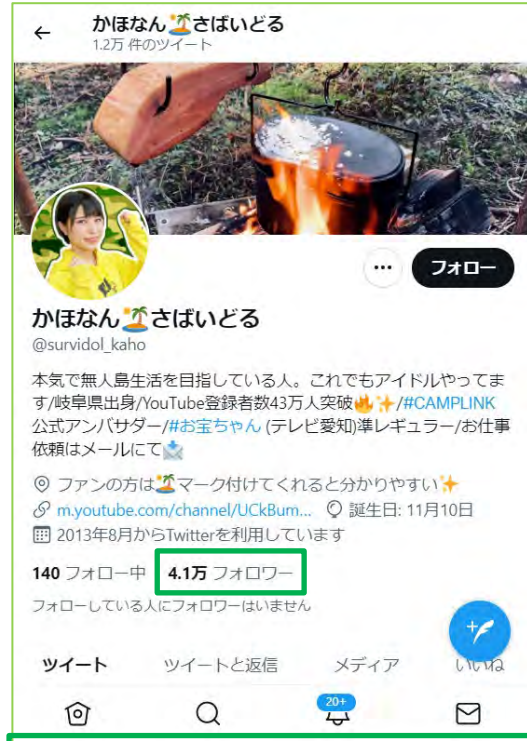 かほなん🏝さばいどる
1.2万 件のツイート
フォロー
かほなん🏝さばいどる
@survidol_kaho
本気で無人島生活を目指している人。これでもアイドルやってま
す/岐阜県出身/YouTube登録者数43万人突破🔥✨/#CAMPLINK
公式アンバサダー/#お宝ちゃん (テレビ愛知)準レギュラー/お仕事
依頼はメールにて📩
ファンの方は🏝マーク付けてくれると分かりやすい✨
m.youtube.com/channel/UCkBum... 誕生日: 11月10日
2013年8月からTwitterを利用しています
140 フォロー中 4.1万 フォロワー
フォローしている人にフォロワーはいません
ツイート ツイートと返信 メディア いいね
20+